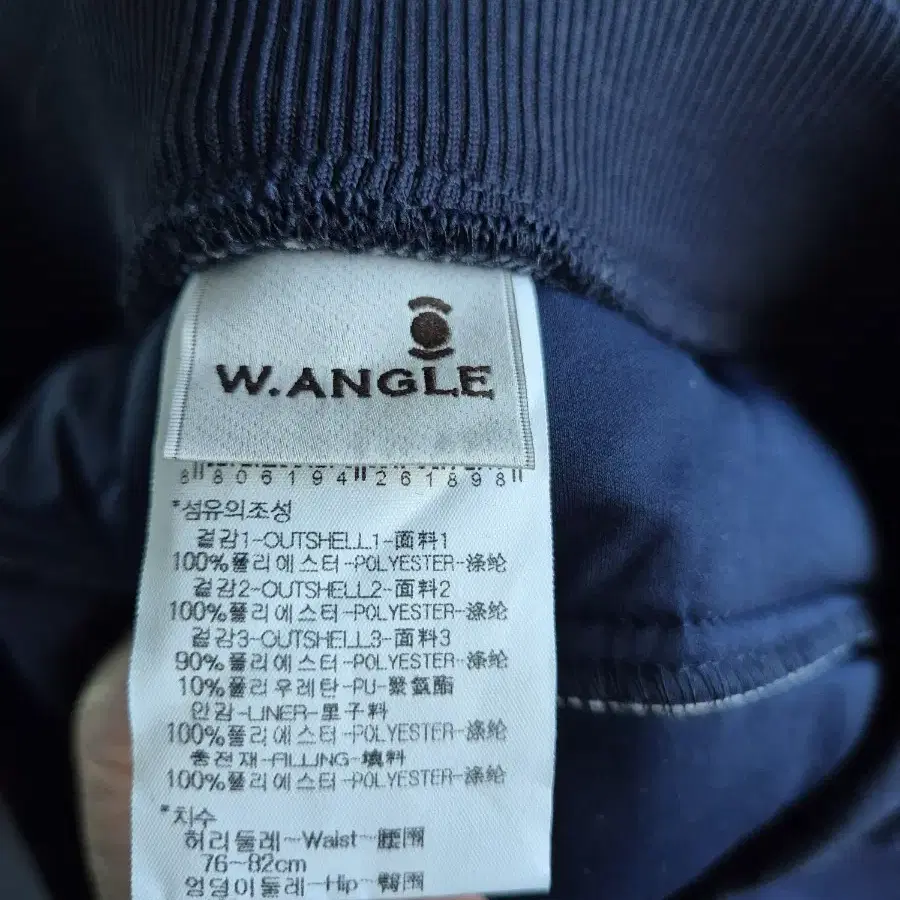 W.ANGLE
8 806194 261898
*섬유의조성
겉감1-OUTSHELL1-面料1
100%폴리에스터-POLYESTER-涤纶
겉감2-OUTSHELL2-面料2
100%폴리에스터-POLYESTER-涤纶
겉감3-OUTSHELL3-面料3
90%폴리에스터-POLYESTER-涤纶
10%폴리우레탄-PU-聚氨酯
안감-LINER-里子料
100%폴리에스터-POLYESTER-涤纶
충전재-FILLING-填料
100%폴리에스터-POLYESTER-涤纶
*치수
허리둘레-Waist-腰围
76~82cm
엉덩이둘레-Hip-臀围